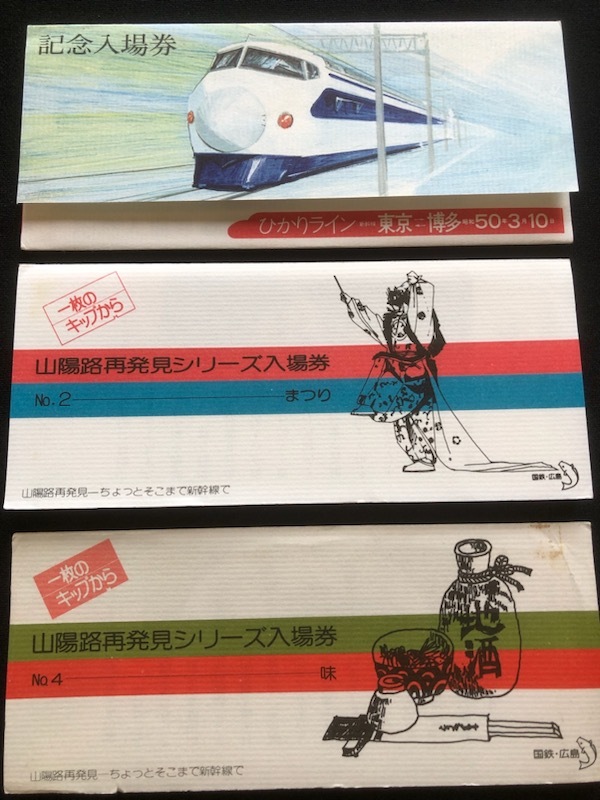 記念入場券
ひかりライン 新幹線 東京⇄博多 昭和50年3月10日
一枚の
キップから
山陽路再発見シリーズ入場券
No.2 まつり
山陽路再発見—ちょっとそこまで新幹線で
国鉄・広島
一枚の
キップから
山陽路再発見シリーズ入場券
No.4 味
地酒
国鉄・広島
山陽路再発見—ちょっとそこまで新幹線で